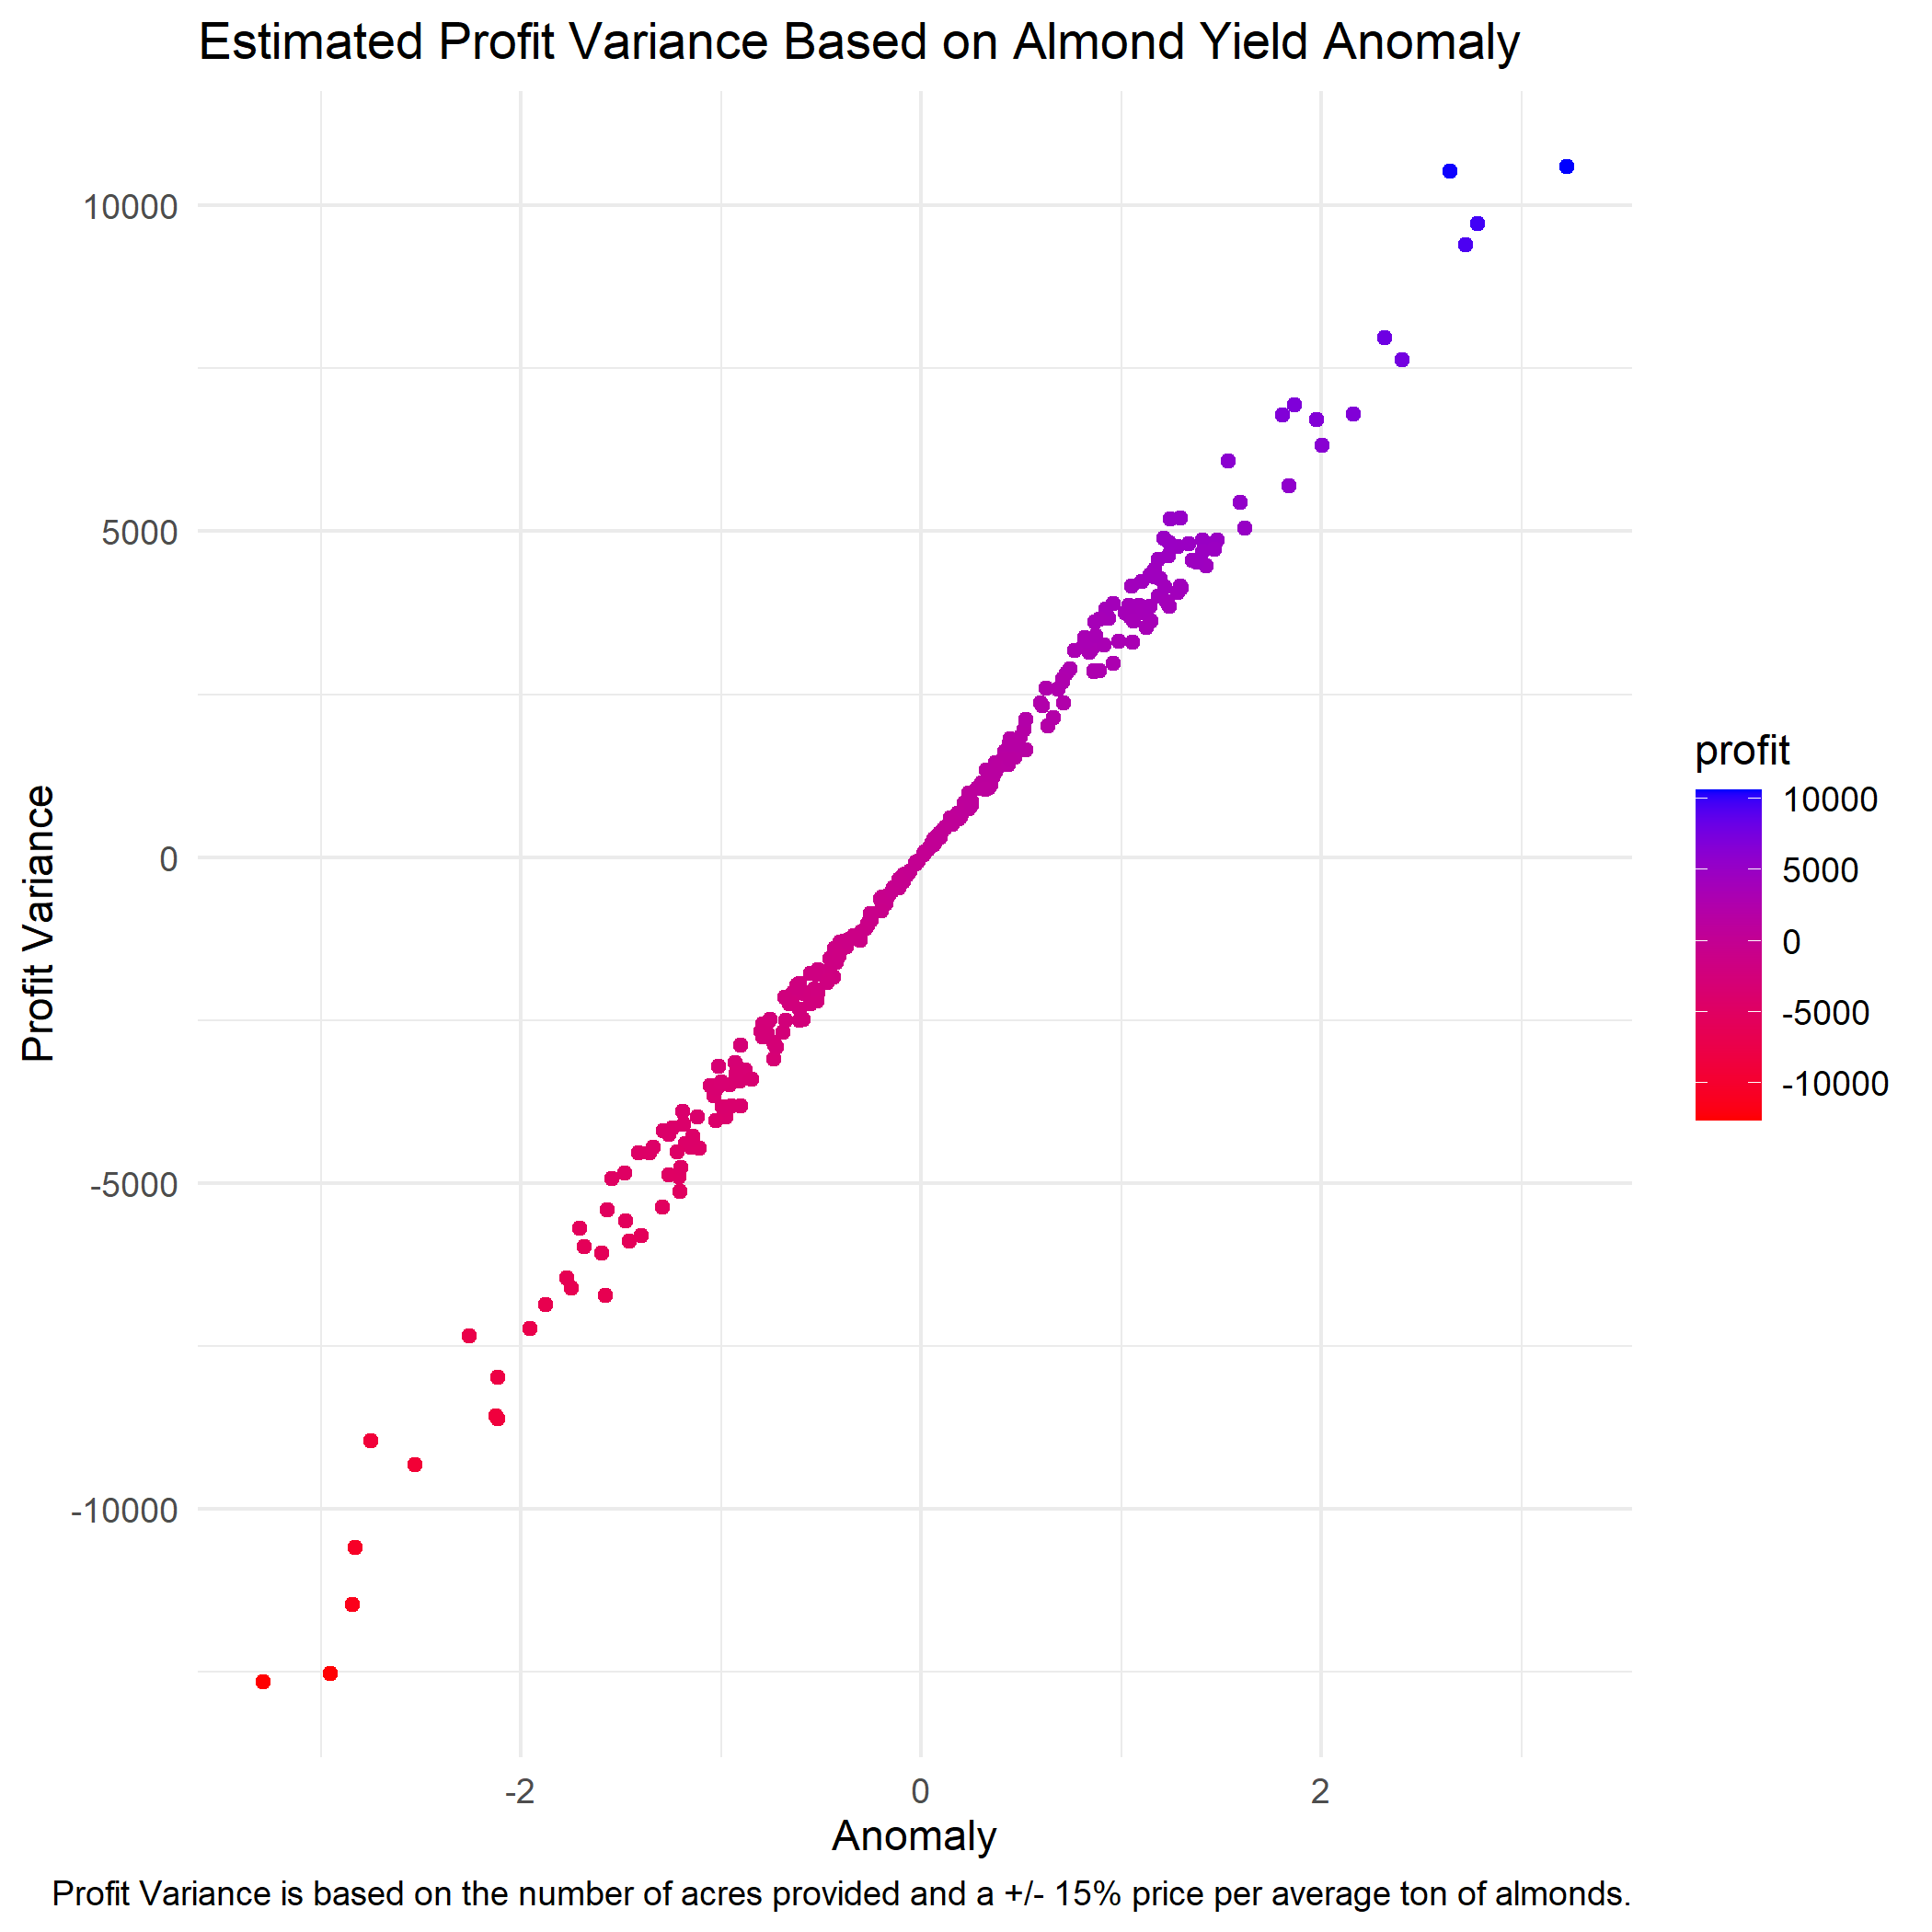 Estimated Profit Variance Based on Almond Yield Anomaly
10000
5000
0
-5000
-10000
Profit Variance
-2
0
2
Anomaly
profit
10000
5000
0
-5000
-10000
Profit Variance is based on the number of acres provided and a +/- 15% price per average ton of almonds.